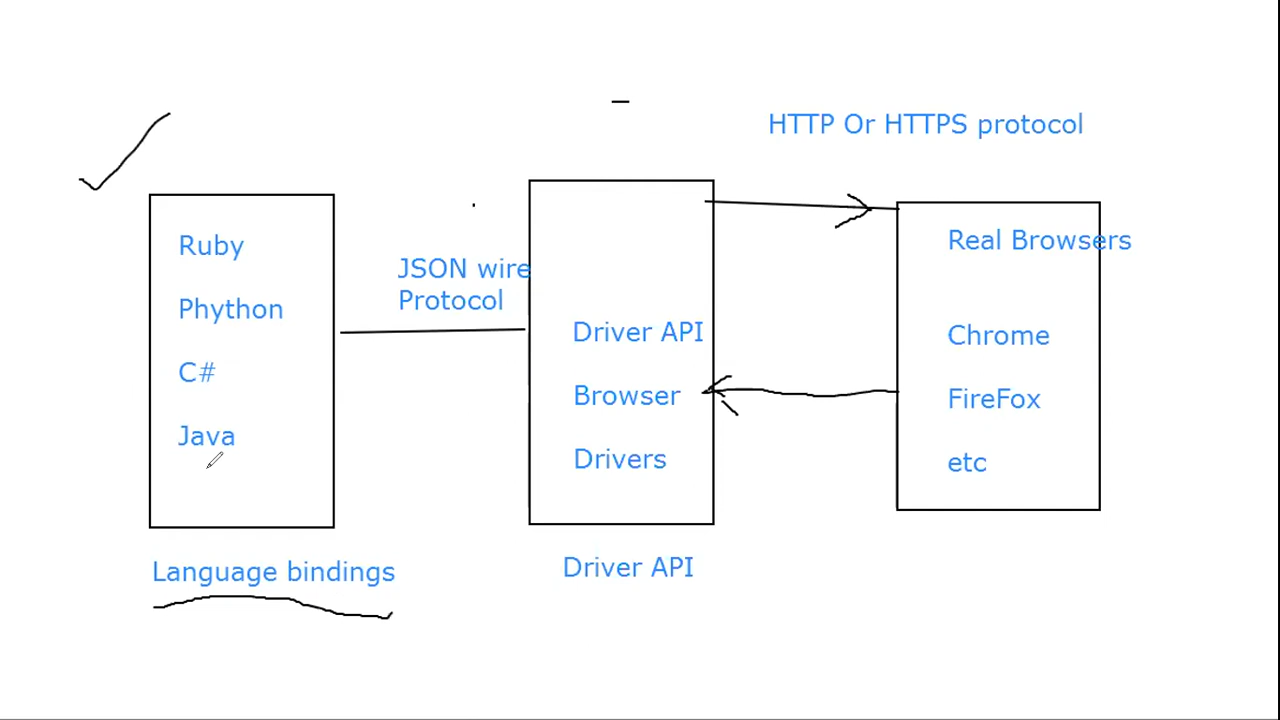 HTTP Or HTTPS protocol
Ruby
Phython
C#
Java
Language bindings
JSON wire
Protocol
Driver API
Browser
Drivers
Driver API
Real Browsers
Chrome
FireFox
etc